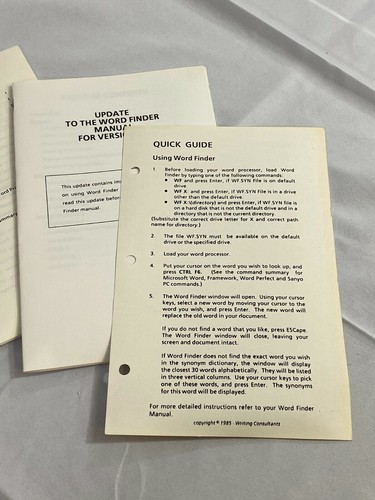 UPDATE
TO THE WORD FINDER
MANUAL
FOR VERSI
This update contains
on using Word Finder
read this update before
Finder manual.
QUICK GUIDE
Using Word Finder
1. Before loading your word processor, load Word
Finder by typing one of the following commands:
● WF and press Enter, if WF.SYN file is on default
drive
● WF X: and press Enter, if WF.SYN File is in a drive
other than the default drive.
● WF X:\(directory) and press Enter, if WF.SYN file is
on a hard disk that is not the default drive and in a
directory that is not the current directory.
(Substitute the correct drive letter for X and correct path
name for directory.)
2. The file WF.SYN must be available on the default
drive or the specified drive.
3. Load your word processor.
4. Put your cursor on the word you wish to look up, and
press CTRL F6. (See the command summary for
Microsoft Word, Framework, Word Perfect and Sanyo
PC commands.)
5. The Word Finder window will open. Using your cursor
keys, select a new word by moving your cursor to the
word you wish, and press Enter. The new word will
replace the old word in your document.
If you do not find a word that you like, press ESCape.
The Word Finder window will close, leaving your
screen and document intact.
If Word Finder does not find the exact word you wish
in the synonym dictionary, the window will display
the closest 30 words alphabetically. They will be listed
in three vertical columns. Use your cursor keys to pick
one of these words, and press Enter. The synonyms
for this word will be displayed.
For more detailed instructions refer to your Word Finder
Manual.
copyright © 1985 - Writing Consultants